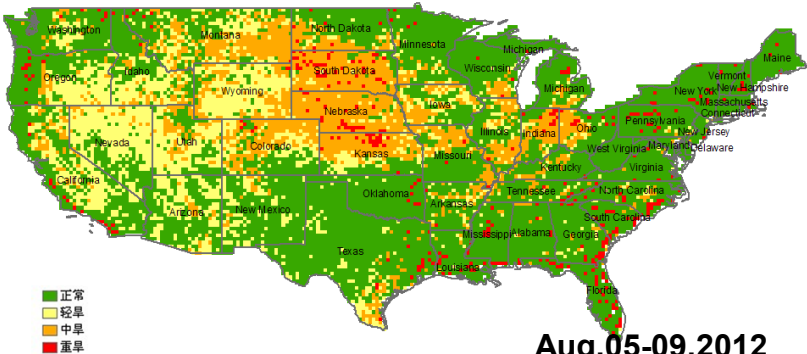 Washington
Montana
North Dakota
Minnesota
Michigan
Maine
Oregon
Idaho
South Dakota
Wisconsin
Michigan
Vermont
New Hampshire
Wyoming
New York
Massachusetts
Connecticut
Nebraska
Iowa
Nevada
Utah
Colorado
Kansas
Illinois
Indiana
Ohio
Pennsylvania
New Jersey
Missouri
West Virginia
Maryland
Delaware
California
Kentucky
Virginia
Arizona
New Mexico
Oklahoma
Arkansas
Tennessee
North Carolina
South Carolina
Texas
Louisiana
Mississippi
Alabama
Georgia
Florida
正常
轻旱
中旱
重旱
Aug.05-09.2012